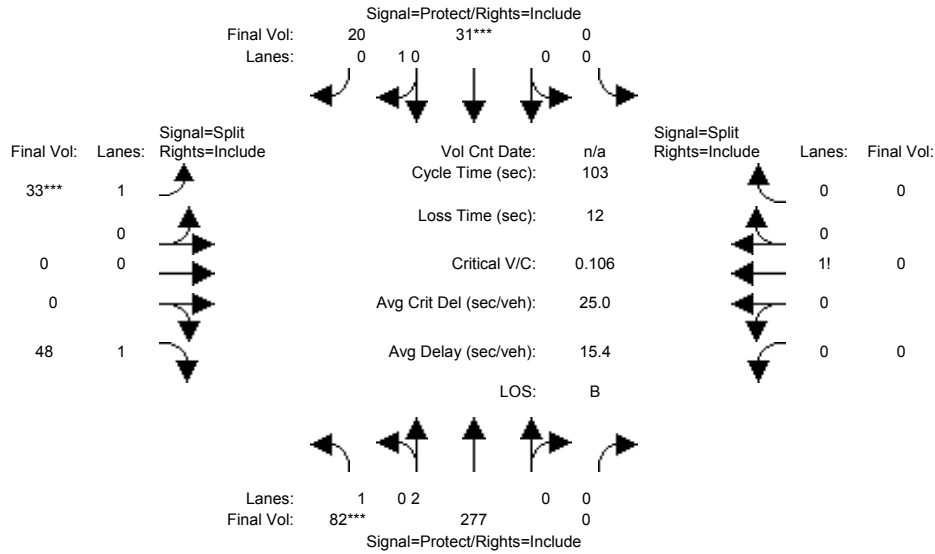 Signal=Protect/Rights=Include
Final Vol: 20 31*** 0
Lanes: 0 1 0 0 0
Signal=Split Signal=Split
Final Vol: Lanes: Rights=Include Vol Cnt Date: n/a Rights=Include Lanes: Final Vol:
Cycle Time (sec): 103
33*** 1 0 0
Loss Time (sec): 12
0 0
0 0 Critical V/C: 0.106 1! 0
0 Avg Crit Del (sec/veh): 25.0 0
48 1 Avg Delay (sec/veh): 15.4 0 0
LOS: B
Lanes: 1 0 2 0 0
Final Vol: 82*** 277 0
Signal=Protect/Rights=Include